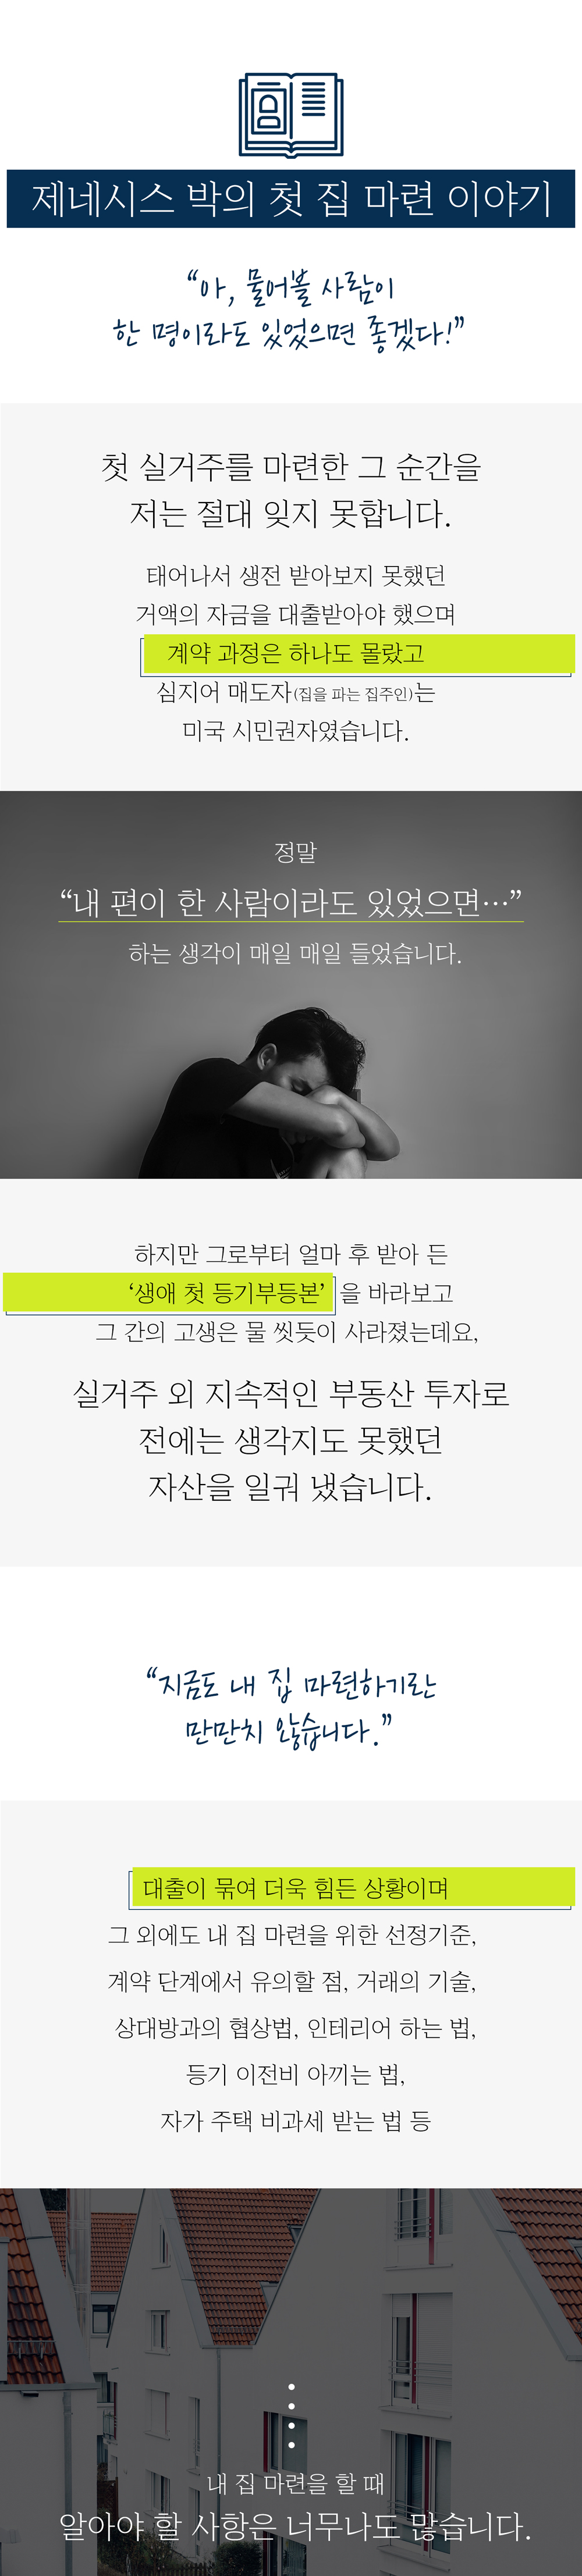 제네시스 박의 첫 집 마련 이야기
“아, 물어볼 사람이
한 명이라도 있었으면 좋겠다!”
첫 실거주를 마련한 그 순간을
저는 절대 잊지 못합니다.
태어나서 생전 받아보지 못했던
거액의 자금을 대출받아야 했으며
계약 과정은 하나도 몰랐고
심지어 매도자(집을 파는 집주인)는
미국 시민권자였습니다.
정말
“내 편이 한 사람이라도 있었으면…”
하는 생각이 매일 매일 들었습니다.
하지만 그로부터 얼마 후 받아 든
‘생애 첫 등기부등본’ 을 바라보고
그 간의 고생은 물 씻듯이 사라졌는데요,
실거주 외 지속적인 부동산 투자로
전에는 생각지도 못했던
자산을 일궈 냈습니다.
“지금도 내 집 마련하기란
만만치 않습니다.”
대출이 묶여 더욱 힘든 상황이며
그 외에도 내 집 마련을 위한 선정기준,
계약 단계에서 유의할 점, 거래의 기술,
상대방과의 협상법, 인테리어 하는 법,
등기 이전비 아끼는 법,
자가 주택 비과세 받는 법 등
내 집 마련을 할 때
알아야 할 사항은 너무나도 많습니다.